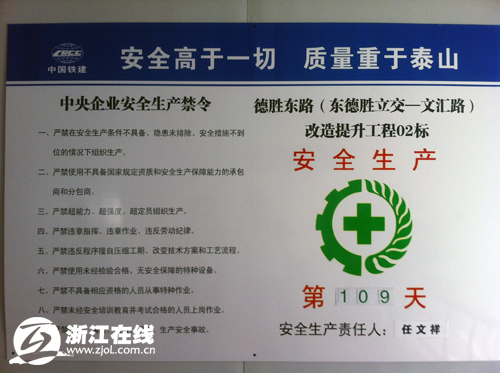 CRCC
中国铁建
安全高于一切 质量重于泰山
中央企业安全生产禁令
一、严禁在安全生产条件不具备、隐患未排除、安全措施不到
位的情况下组织生产。
二、严禁使用不具备国家规定资质和安全生产保障能力的承包
商和分包商。
三、严禁超能力、超强度、超定员组织生产。
四、严禁违章指挥、违章作业、违反劳动纪律。
五、严禁违反程序擅自压缩工期、改变技术方案和工艺流程。
六、严禁使用未经检验合格、无安全保障的特种设备。
七、严禁不具备相应资格的人员从事特种作业。
八、严禁未经安全培训教育并考试合格的人员上岗作业。
生产安全事故。
德胜东路（东德胜立交—文汇路）
改造提升工程02标
安全生产
第109天
安全生产责任人：任文祥
浙江在线
www.zjol.com.cn